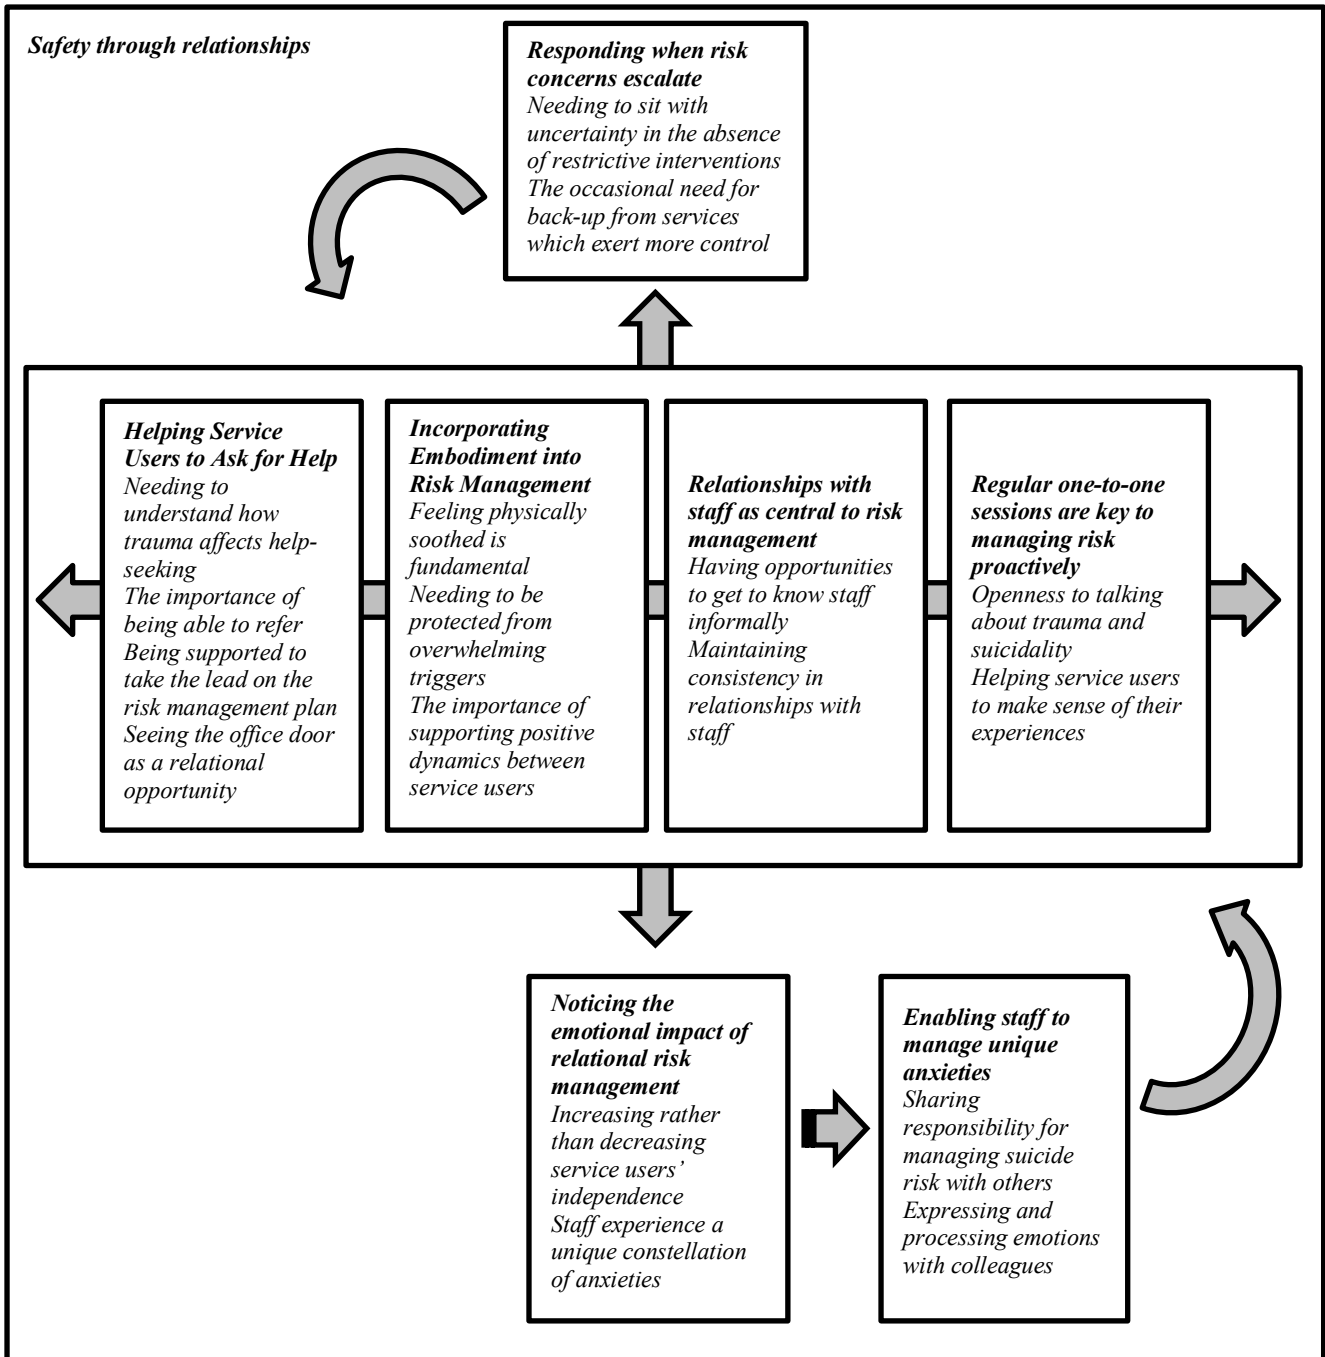 Safety through relationships
Responding when risk
concerns escalate
Needing to sit with
uncertainty in the absence
of restrictive interventions
The occasional need for
back-up from services
which exert more control
Helping Service
Users to Ask for Help
Needing to
understand how
trauma affects help-
seeking
The importance of
being able to refer
Being supported to
take the lead on the
risk management plan
Seeing the office door
as a relational
opportunity
Incorporating
Embodiment into
Risk Management
Feeling physically
soothed is
fundamental
Needing to be
protected from
overwhelming
triggers
The importance of
supporting positive
dynamics between
service users
Relationships with
staff as central to risk
management
Having opportunities
to get to know staff
informally
Maintaining
consistency in
relationships with
staff
Regular one-to-one
sessions are key to
managing risk
proactively
Openness to talking
about trauma and
suicidality
Helping service users
to make sense of their
experiences
Noticing the
emotional impact of
relational risk
management
Increasing rather
than decreasing
service users’
independence
Staff experience a
unique constellation
of anxieties
Enabling staff to
manage unique
anxieties
Sharing
responsibility for
managing suicide
risk with others
Expressing and
processing emotions
with colleagues